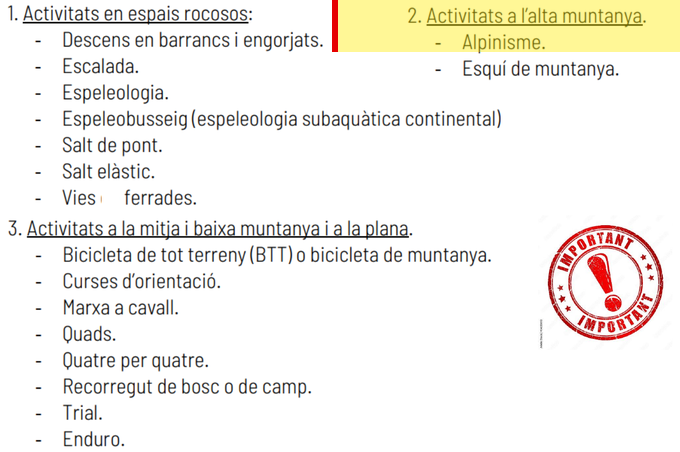 1. Activitats en espais rocosos:
- Descens en barrancs i engorjats.
- Escalada.
- Espeleologia.
- Espeleobusseig (espeleologia subaquàtica continental)
- Salt de pont.
- Salt elàstic.
- Vies ferrades.
2. Activitats a l'alta muntanya.
- Alpinisme.
- Esquí de muntanya.
3. Activitats a la mitja i baixa muntanya i a la plana.
- Bicicleta de tot terreny (BTT) o bicicleta de muntanya.
- Curses d'orientació.
- Marxa a cavall.
- Quads.
- Quatre per quatre.
- Recorregut de bosc o de camp.
- Trial.
- Enduro.
IMPORTANT
IMPORTANT